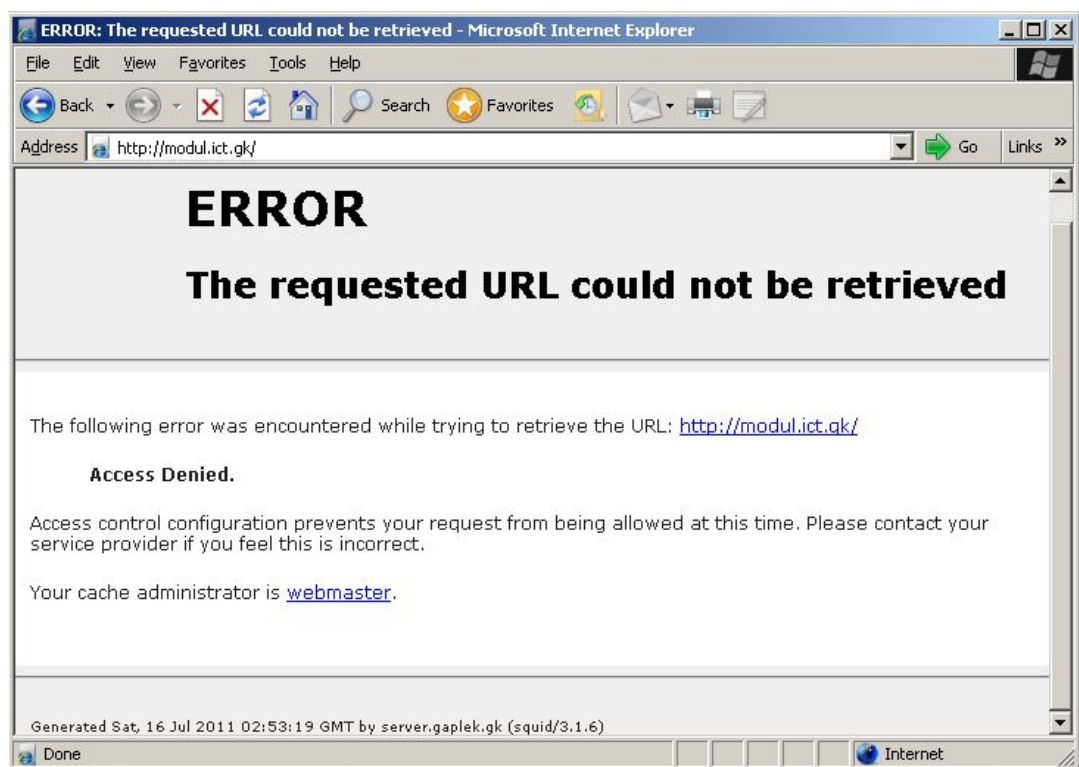 ERROR: The requested URL could not be retrieved - Microsoft Internet Explorer
File Edit View Favorites Tools Help
Back Search Favorites
Address http://modul.ict.gk/ Go Links »
ERROR
The requested URL could not be retrieved
The following error was encountered while trying to retrieve the URL: http://modul.ict.gk/
Access Denied.
Access control configuration prevents your request from being allowed at this time. Please contact your
service provider if you feel this is incorrect.
Your cache administrator is webmaster.
Generated Sat, 16 Jul 2011 02:53:19 GMT by server.gaplek.gk (squid/3.1.6)
Done Internet